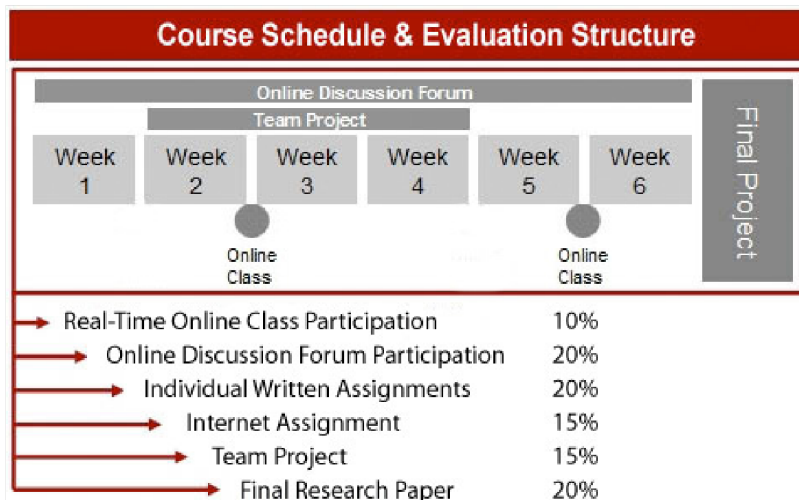 Course Schedule & Evaluation Structure
Online Discussion Forum
Team Project
Week 1
Week 2
Week 3
Week 4
Week 5
Week 6
Final Project
Online Class
Online Class
Real-Time Online Class Participation 10%
Online Discussion Forum Participation 20%
Individual Written Assignments 20%
Internet Assignment 15%
Team Project 15%
Final Research Paper 20%